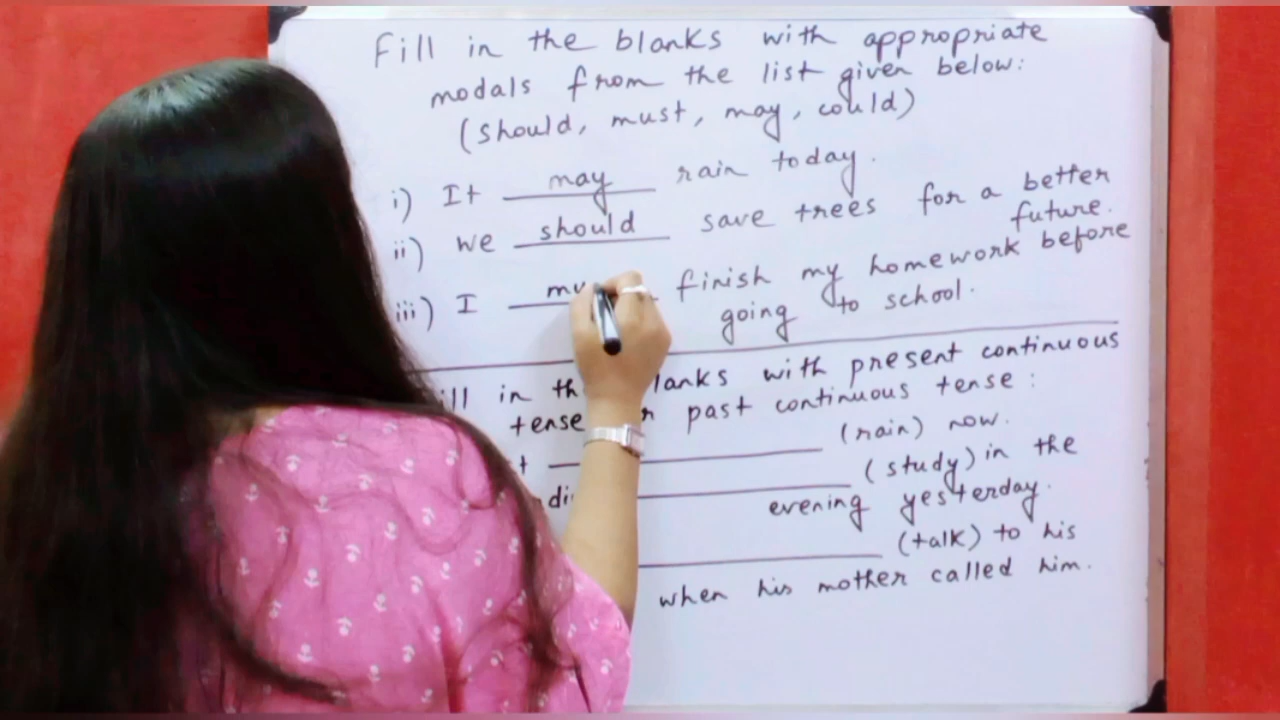 Fill in the blanks with appropriate
modals from the list given below:
(should, must, may, could)
i) It may rain today.
ii) We should save trees for a better
future.
iii) I finish my homework before
going to school.
in blanks with present continuous
tense past continuous tense:
(rain) now.
(study) in the
evening yesterday.
(talk) to his
when his mother called him.